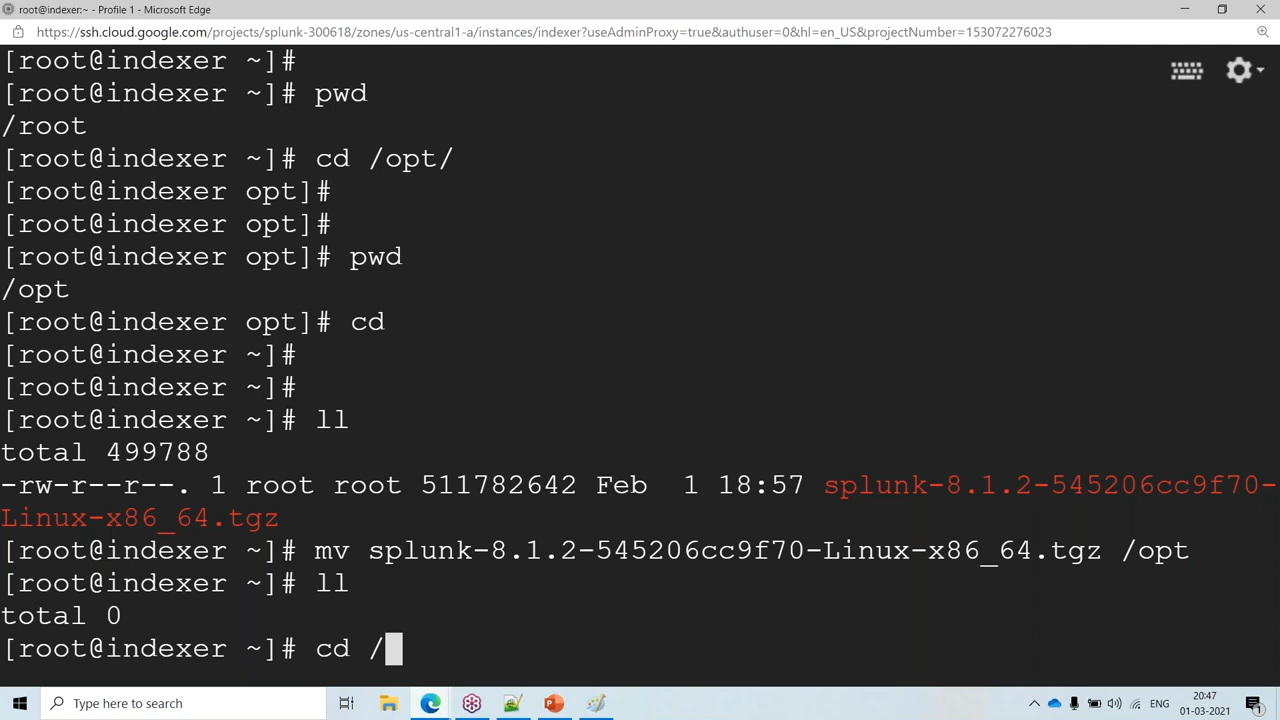 root@indexer:~ - Profile 1 - Microsoft Edge
https://ssh.cloud.google.com/projects/splunk-300618/zones/us-central1-a/instances/indexer?useAdminProxy=true&authuser=0&hl=en_US&projectNumber=153072276023
[root@indexer ~]#
[root@indexer ~]# pwd
/root
[root@indexer ~]# cd /opt/
[root@indexer opt]#
[root@indexer opt]#
[root@indexer opt]# pwd
/opt
[root@indexer opt]# cd
[root@indexer ~]#
[root@indexer ~]#
[root@indexer ~]# ll
total 499788
-rw-r--r--. 1 root root 511782642 Feb  1 18:57 splunk-8.1.2-545206cc9f70-
Linux-x86_64.tgz
[root@indexer ~]# mv splunk-8.1.2-545206cc9f70-Linux-x86_64.tgz /opt
[root@indexer ~]# ll
total 0
[root@indexer ~]# cd /
Type here to search
ENG
20:47
01-03-2021
1